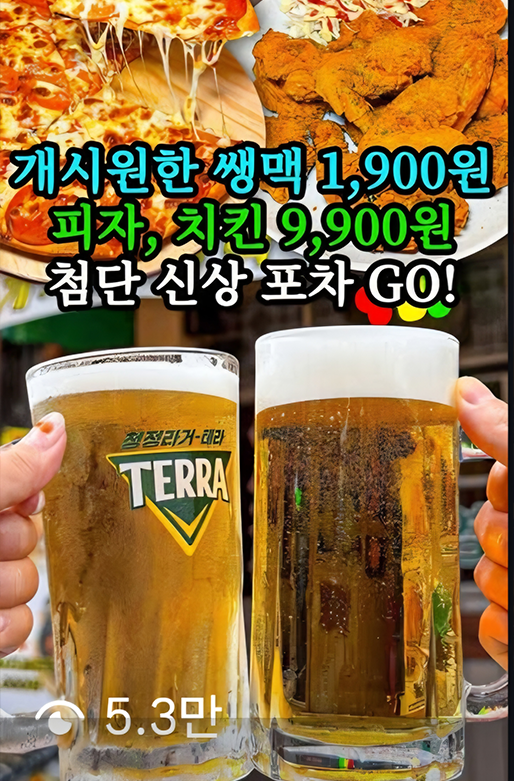 개시원한 쌩맥 1,900원
피자, 치킨 9,900원
첨단 신상 포차 GO!
청정라거-테라
TERRA
5.3만